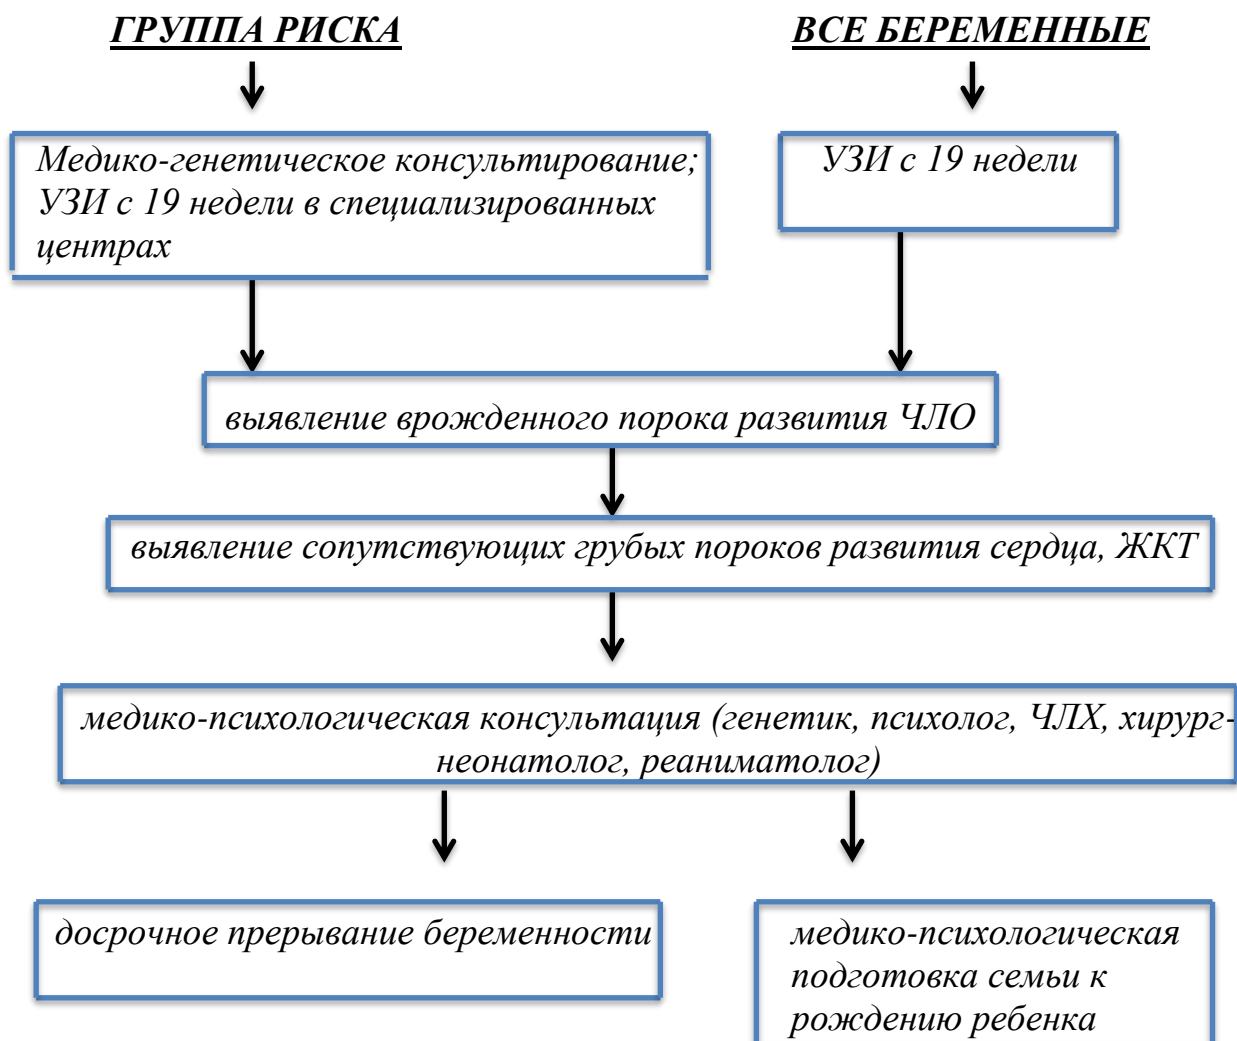 ГРУППА РИСКА
ВСЕ БЕРЕМЕННЫЕ
Медико-генетическое консультирование;
УЗИ с 19 недели в специализированных
центрах
УЗИ с 19 недели
выявление врожденного порока развития ЧЛО
выявление сопутствующих грубых пороков развития сердца, ЖКТ
медико-психологическая консультация (генетик, психолог, ЧЛХ, хирург-
неонатолог, реаниматолог)
досрочное прерывание беременности
медико-психологическая
подготовка семьи к
рождению ребенка